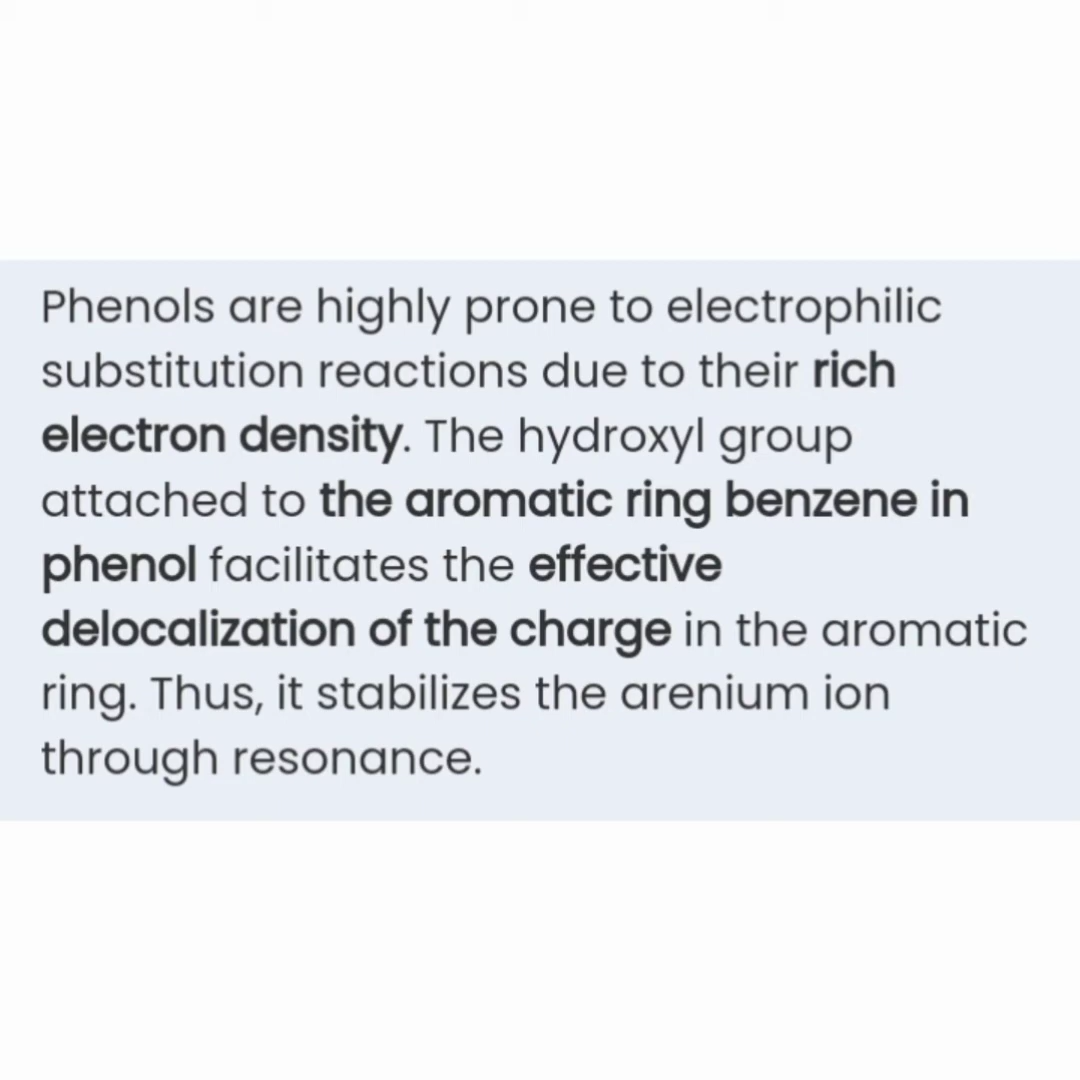 Phenols are highly prone to electrophilic
substitution reactions due to their rich
electron density. The hydroxyl group
attached to the aromatic ring benzene in
phenol facilitates the effective
delocalization of the charge in the aromatic
ring. Thus, it stabilizes the arenium ion
through resonance.